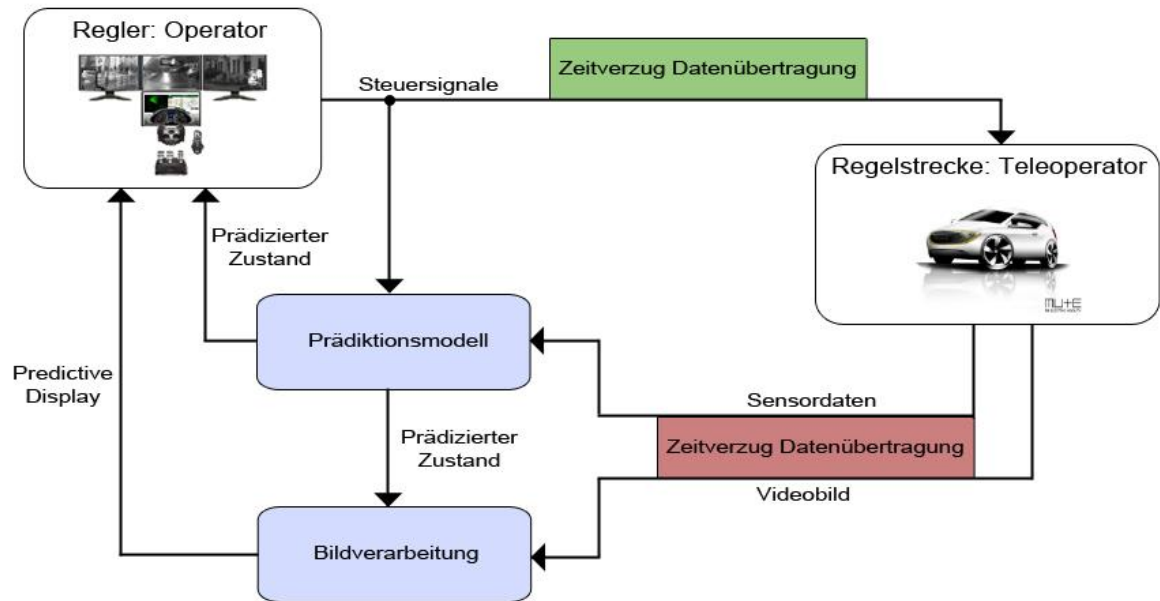 Regler: Operator
Steuersignale
Zeitverzug Datenübertragung
Regelstrecke: Teleoperator
MUTE
Prädizierter
Zustand
Prädiktionsmodell
Predictive
Display
Sensordaten
Zeitverzug Datenübertragung
Videobild
Prädizierter
Zustand
Bildverarbeitung